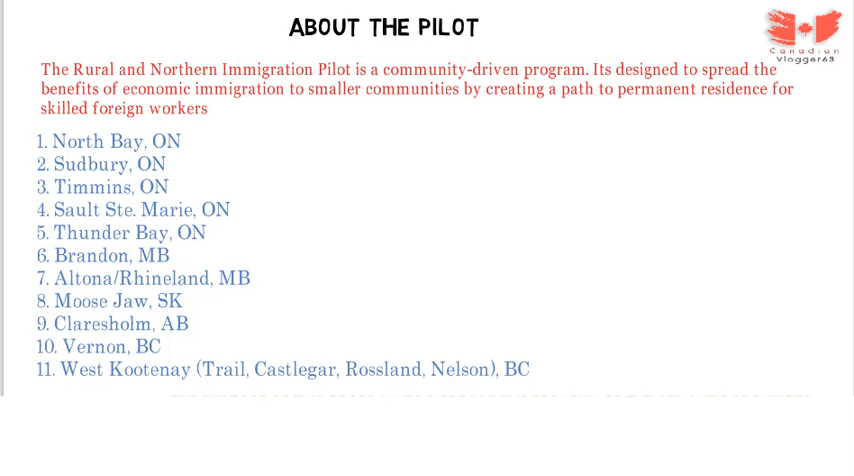 ABOUT THE PILOT
Canadian
Vlogger63
The Rural and Northern Immigration Pilot is a community-driven program. Its designed to spread the
benefits of economic immigration to smaller communities by creating a path to permanent residence for
skilled foreign workers
1. North Bay, ON
2. Sudbury, ON
3. Timmins, ON
4. Sault Ste. Marie, ON
5. Thunder Bay, ON
6. Brandon, MB
7. Altona/Rhineland, MB
8. Moose Jaw, SK
9. Claresholm, AB
10. Vernon, BC
11. West Kootenay (Trail, Castlegar, Rossland, Nelson), BC